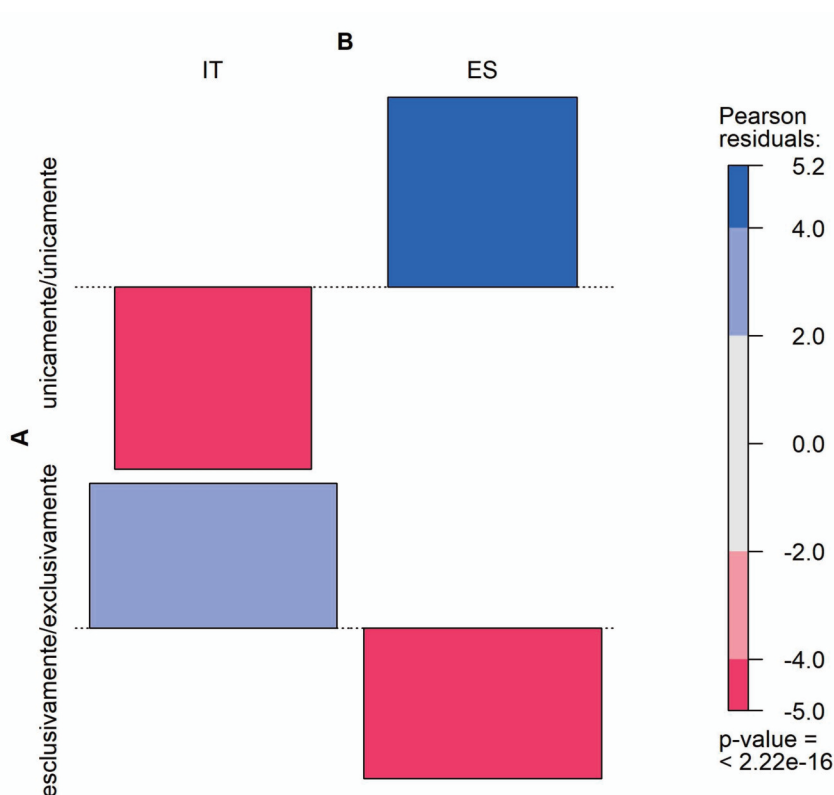 B
IT ES
unicamente/únicamente
A
esclusivamente/exclusivamente
Pearson
residuals:
5.2
4.0
2.0
0.0
-2.0
-4.0
-5.0
p-value =
< 2.22e-16